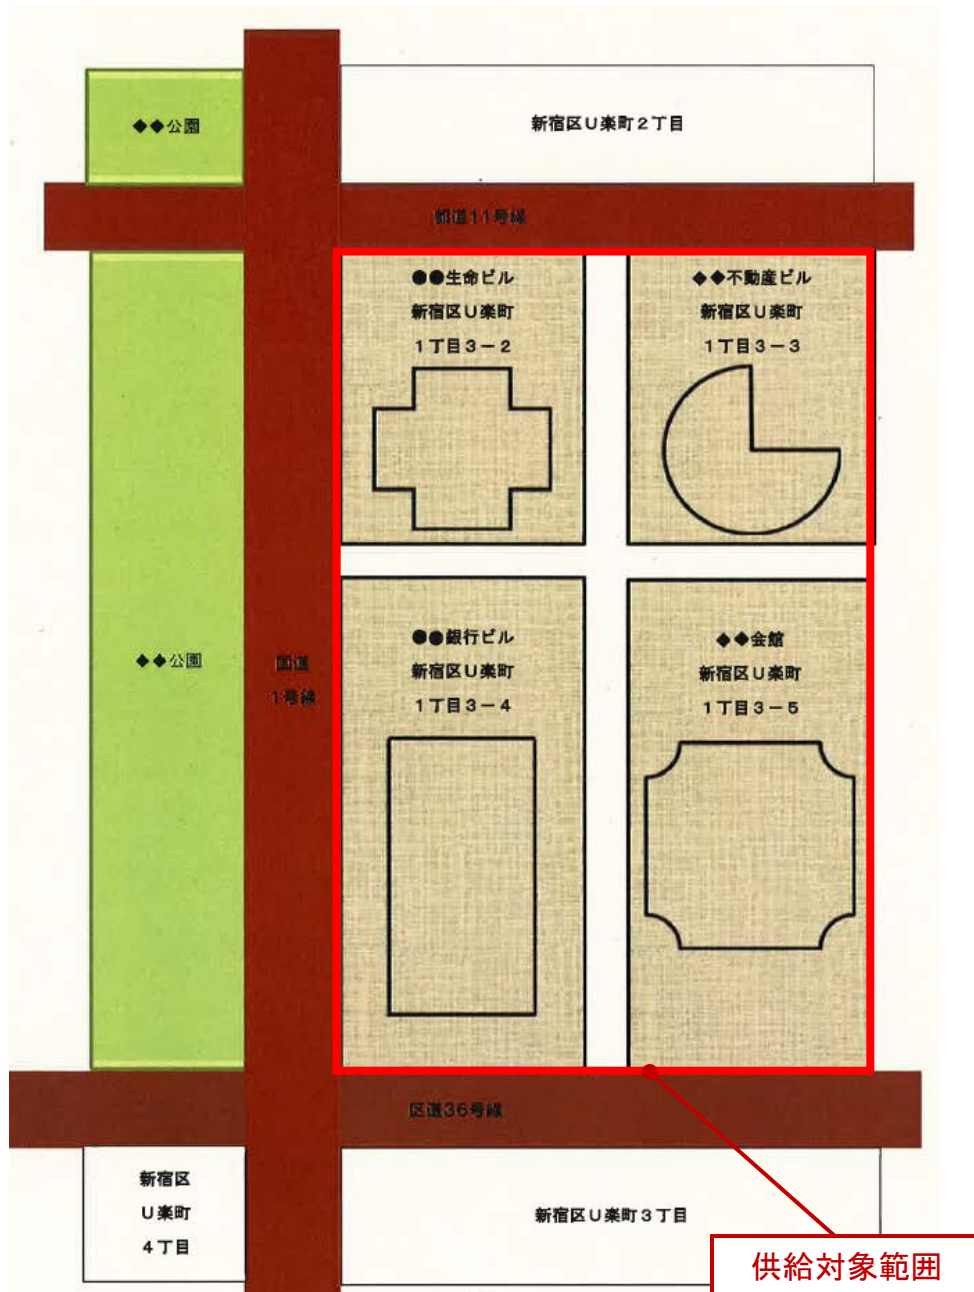 ◆◆公園
新宿区U楽町2丁目
都道11号線
●●生命ビル
新宿区U楽町
1丁目3-2
◆◆不動産ビル
新宿区U楽町
1丁目3-3
◆◆公園
国道
1号線
●●銀行ビル
新宿区U楽町
1丁目3-4
◆◆会館
新宿区U楽町
1丁目3-5
区道36号線
新宿区
U楽町
4丁目
新宿区U楽町3丁目
供給対象範囲